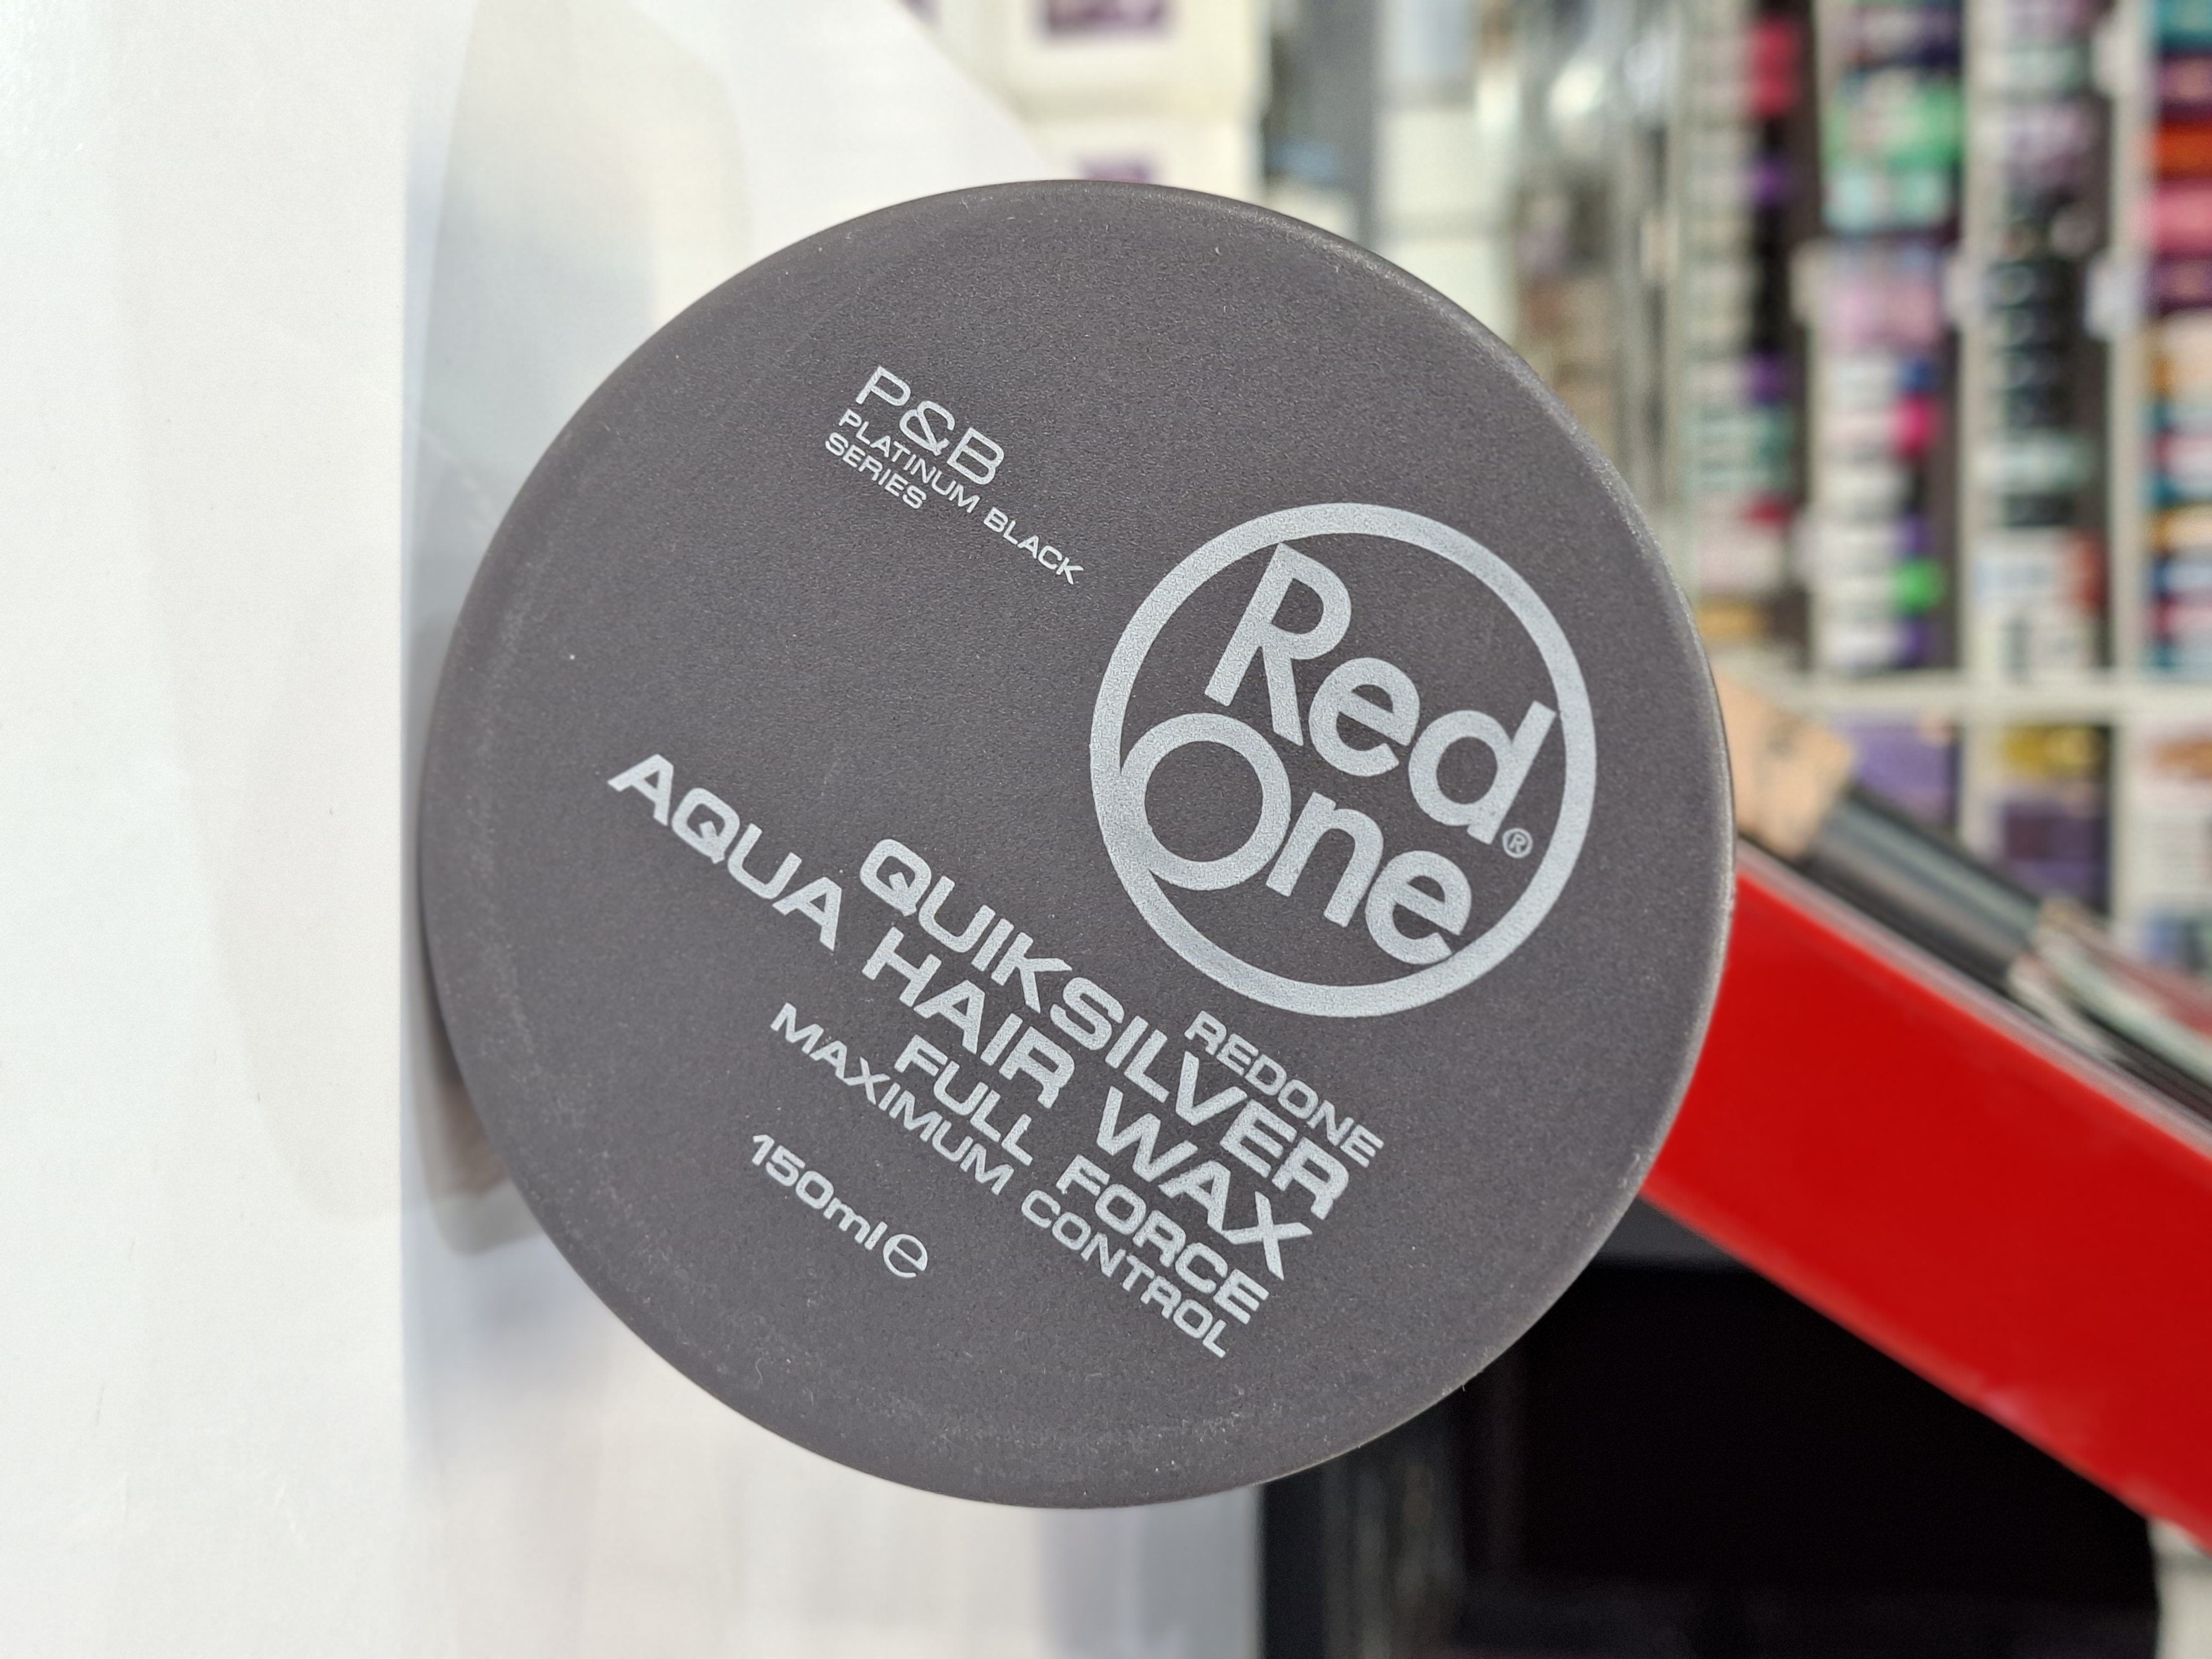 P&B
PLATINUM BLACK
SERIES
Red
One®
REDONE
QUIKSILVER
AQUA HAIR WAX
FULL FORCE
MAXIMUM CONTROL
150ml℮